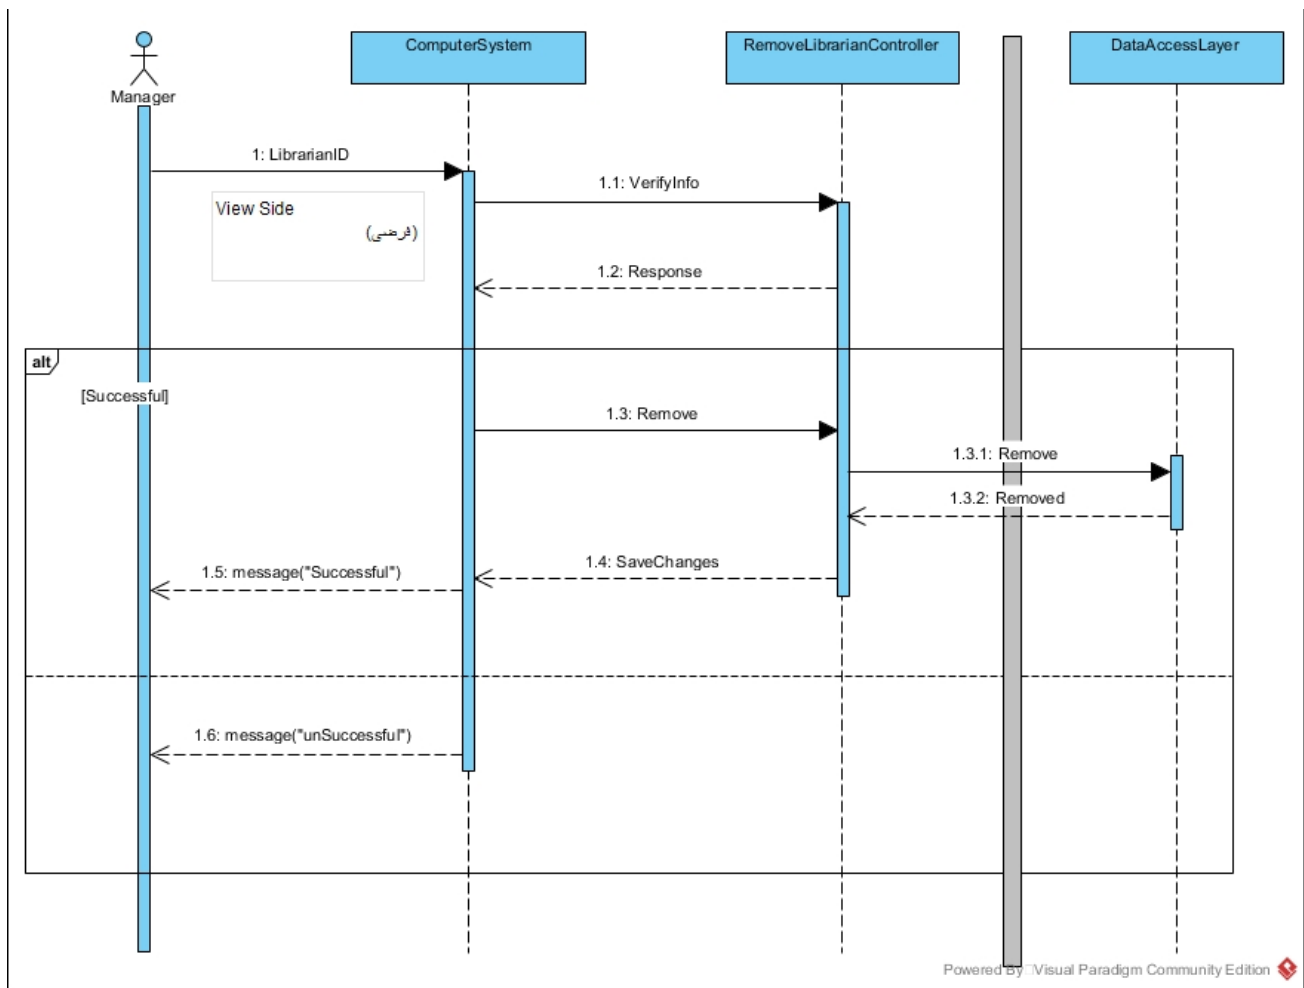 Manager
ComputerSystem
RemoveLibrarianController
DataAccessLayer
1: LibrarianID
1.1: VerifyInfo
View Side
(فرضی)
1.2: Response
alt
[Successful]
1.3: Remove
1.3.1: Remove
1.3.2: Removed
1.4: SaveChanges
1.5: message("Successful")
1.6: message("unSuccessful")
Powered By Visual Paradigm Community Edition